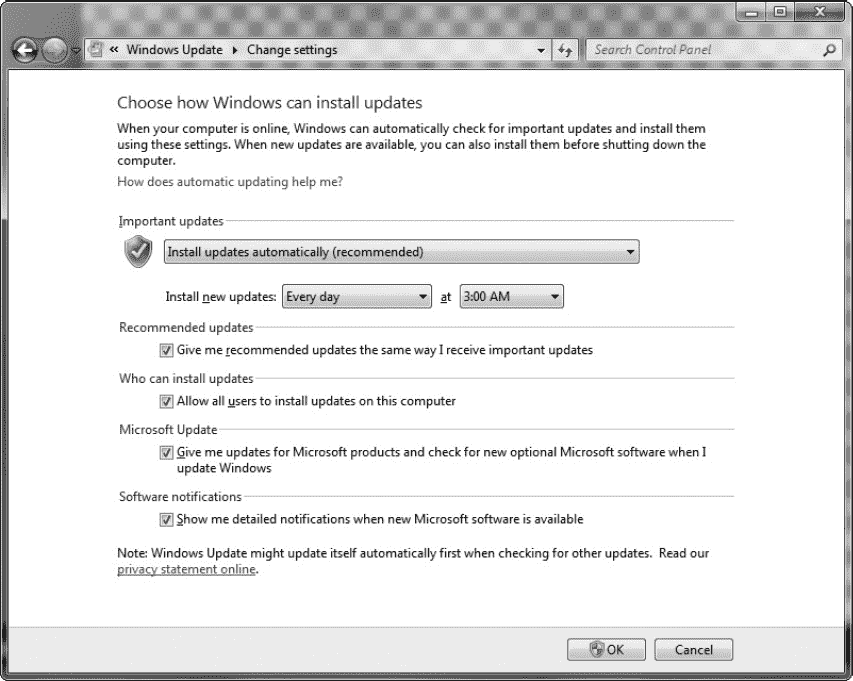 « Windows Update ▸ Change settings
Search Control Panel
Choose how Windows can install updates
When your computer is online, Windows can automatically check for important updates and install them
using these settings. When new updates are available, you can also install them before shutting down the
computer.
How does automatic updating help me?
Important updates
Install updates automatically (recommended)
Install new updates: Every day at 3:00 AM
Recommended updates
Give me recommended updates the same way I receive important updates
Who can install updates
Allow all users to install updates on this computer
Microsoft Update
Give me updates for Microsoft products and check for new optional Microsoft software when I
update Windows
Software notifications
Show me detailed notifications when new Microsoft software is available
Note: Windows Update might update itself automatically first when checking for other updates. Read our
privacy statement online.
OK Cancel